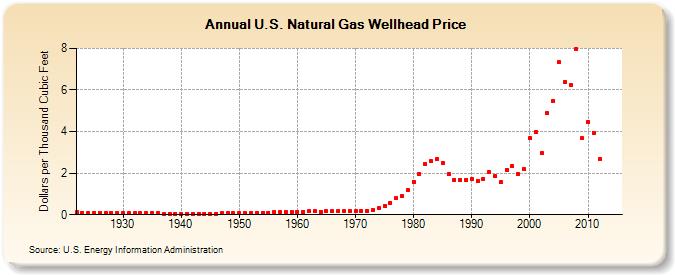 Annual U.S. Natural Gas Wellhead Price
Dollars per Thousand Cubic Feet
8
6
4
2
0
1930 1940 1950 1960 1970 1980 1990 2000 2010
Source: U.S. Energy Information Administration